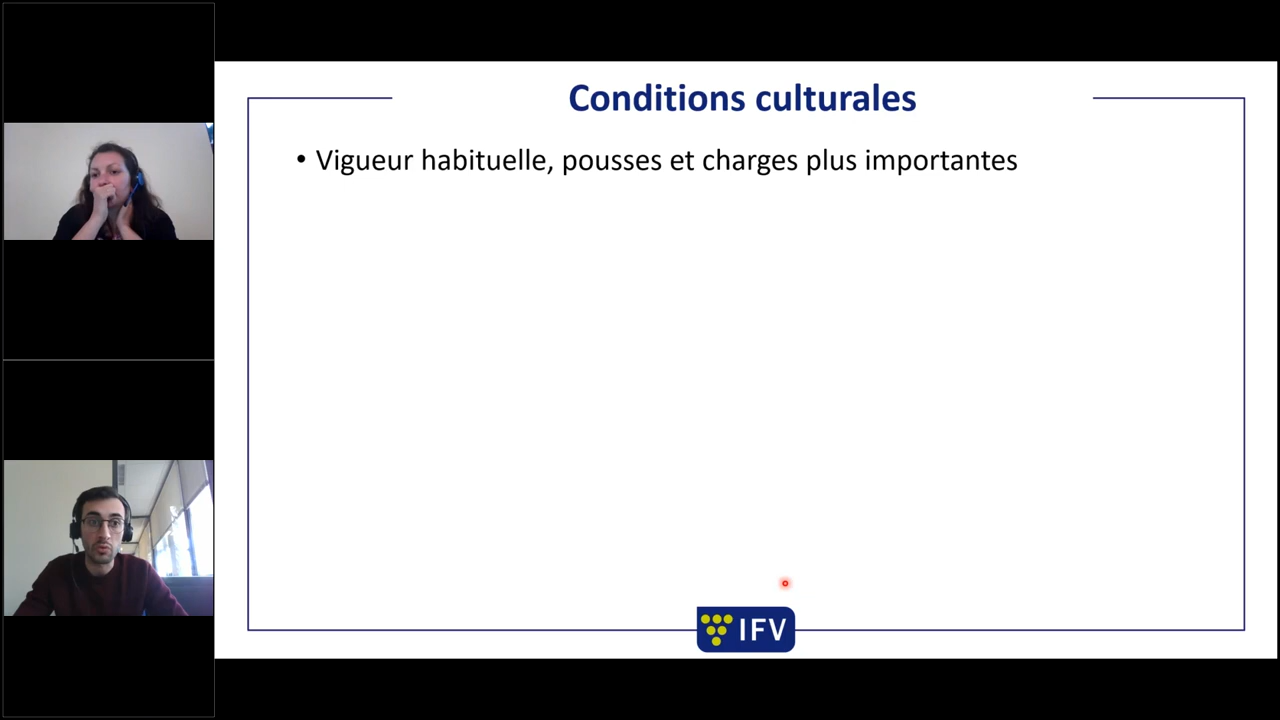 Conditions culturales
• Vigueur habituelle, pousses et charges plus importantes
IFV